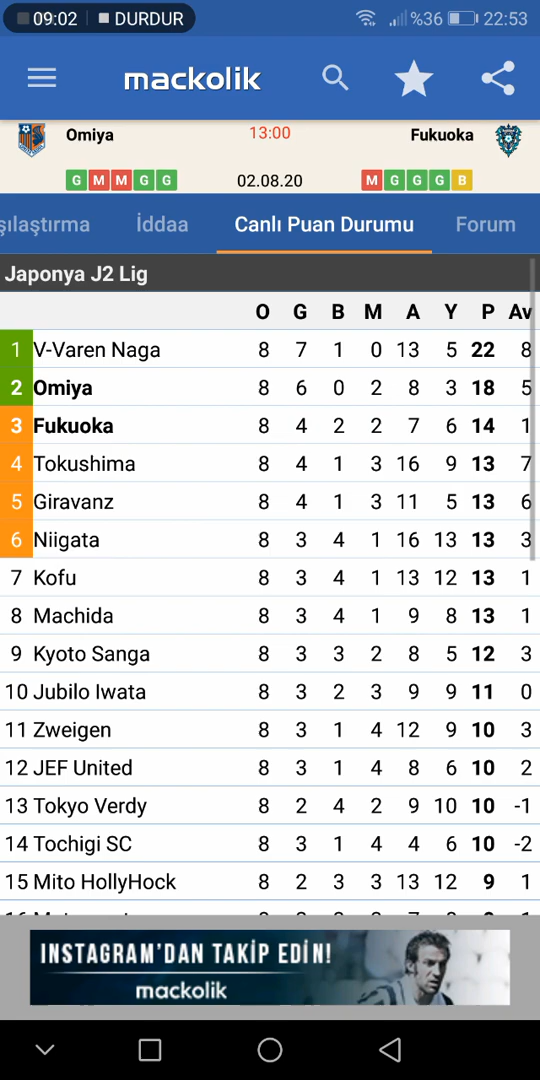 09:02 DURDUR %36 22:53
mackolik
Omiya 13:00 Fukuoka
G M M G G 02.08.20 M G G G B
şılaştırma İddaa Canlı Puan Durumu Forum
Japonya J2 Lig
O G B M A Y P Av
1 V-Varen Naga 8 7 1 0 13 5 22 8
2 Omiya 8 6 0 2 8 3 18 5
3 Fukuoka 8 4 2 2 7 6 14 1
4 Tokushima 8 4 1 3 16 9 13 7
5 Giravanz 8 4 1 3 11 5 13 6
6 Niigata 8 3 4 1 16 13 13 3
7 Kofu 8 3 4 1 13 12 13 1
8 Machida 8 3 4 1 9 8 13 1
9 Kyoto Sanga 8 3 3 2 8 5 12 3
10 Jubilo Iwata 8 3 2 3 9 9 11 0
11 Zweigen 8 3 1 4 12 9 10 3
12 JEF United 8 3 1 4 8 6 10 2
13 Tokyo Verdy 8 2 4 2 9 10 10 -1
14 Tochigi SC 8 3 1 4 4 6 10 -2
15 Mito HollyHock 8 2 3 3 13 12 9 1
INSTAGRAM'DAN TAKİP EDİN!
mackolik